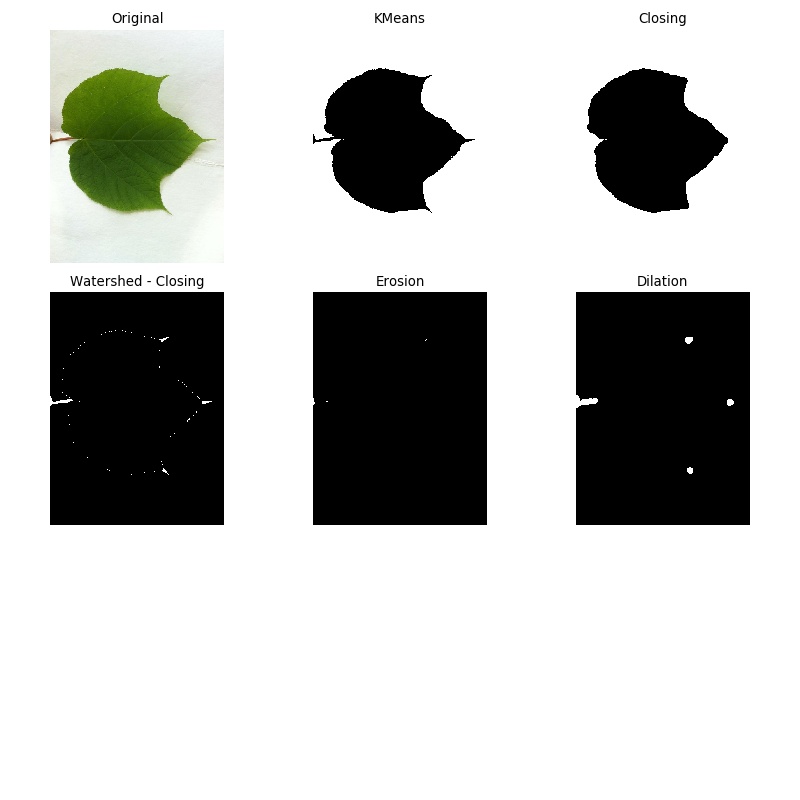 Original
KMeans
Closing
Watershed - Closing
Erosion
Dilation